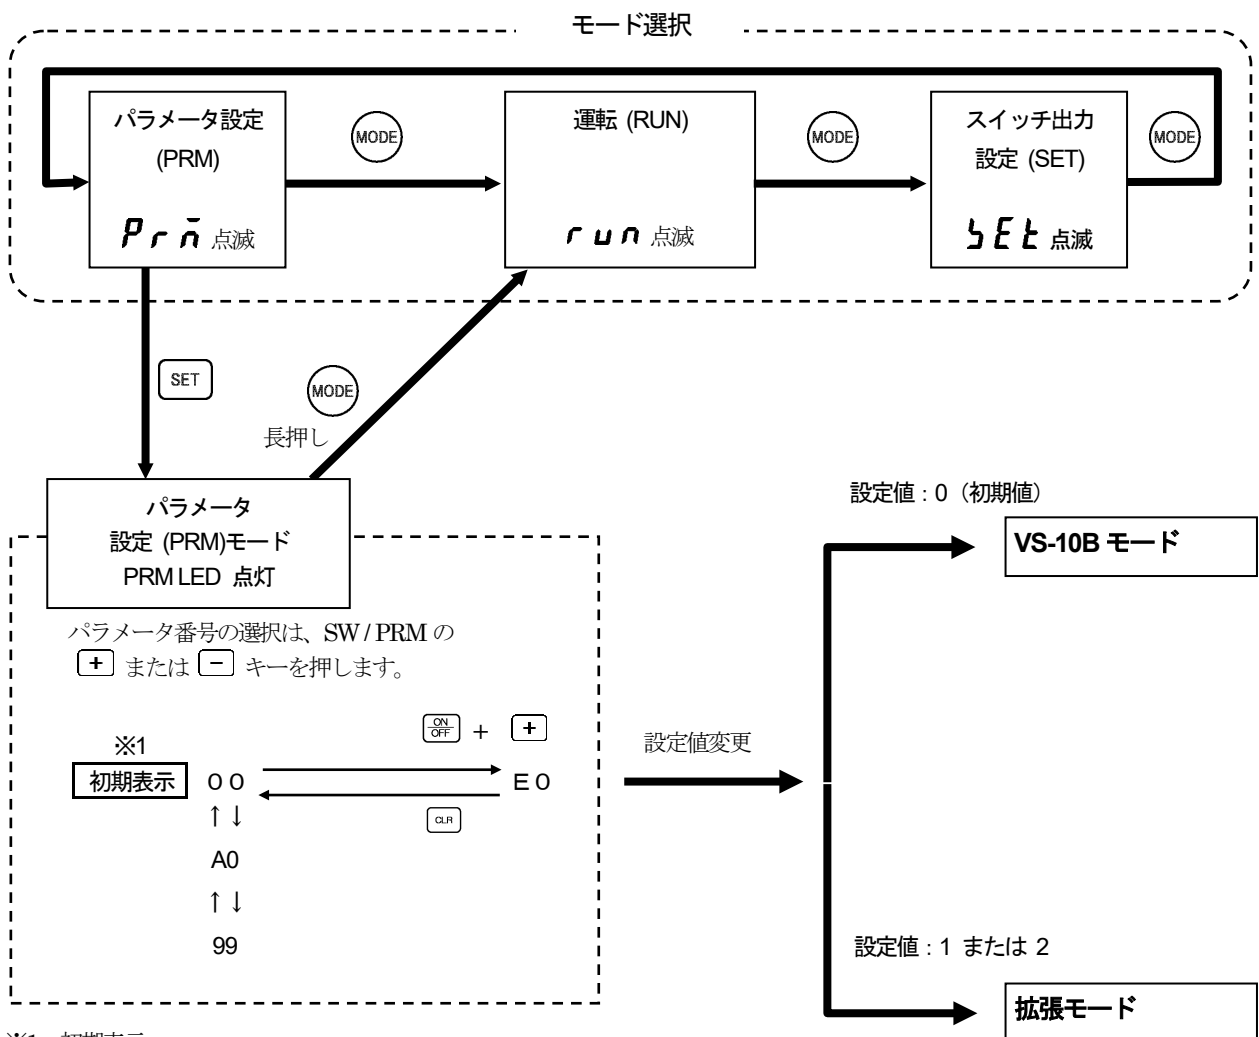 モード選択
パラメータ設定
(PRM)
Prm 点滅
MODE
運転 (RUN)
run 点滅
MODE
スイッチ出力
設定 (SET)
SEt 点滅
MODE
SET
MODE
長押し
パラメータ
設定 (PRM)モード
PRM LED 点灯
パラメータ番号の選択は、SW / PRM の
+ または − キーを押します。
※1
初期表示
00
ON
OFF
+ +
E0
CLR
↑↓
A0
↑↓
99
設定値変更
設定値：0（初期値）
VS-10B モード
設定値：1 または 2
拡張モード